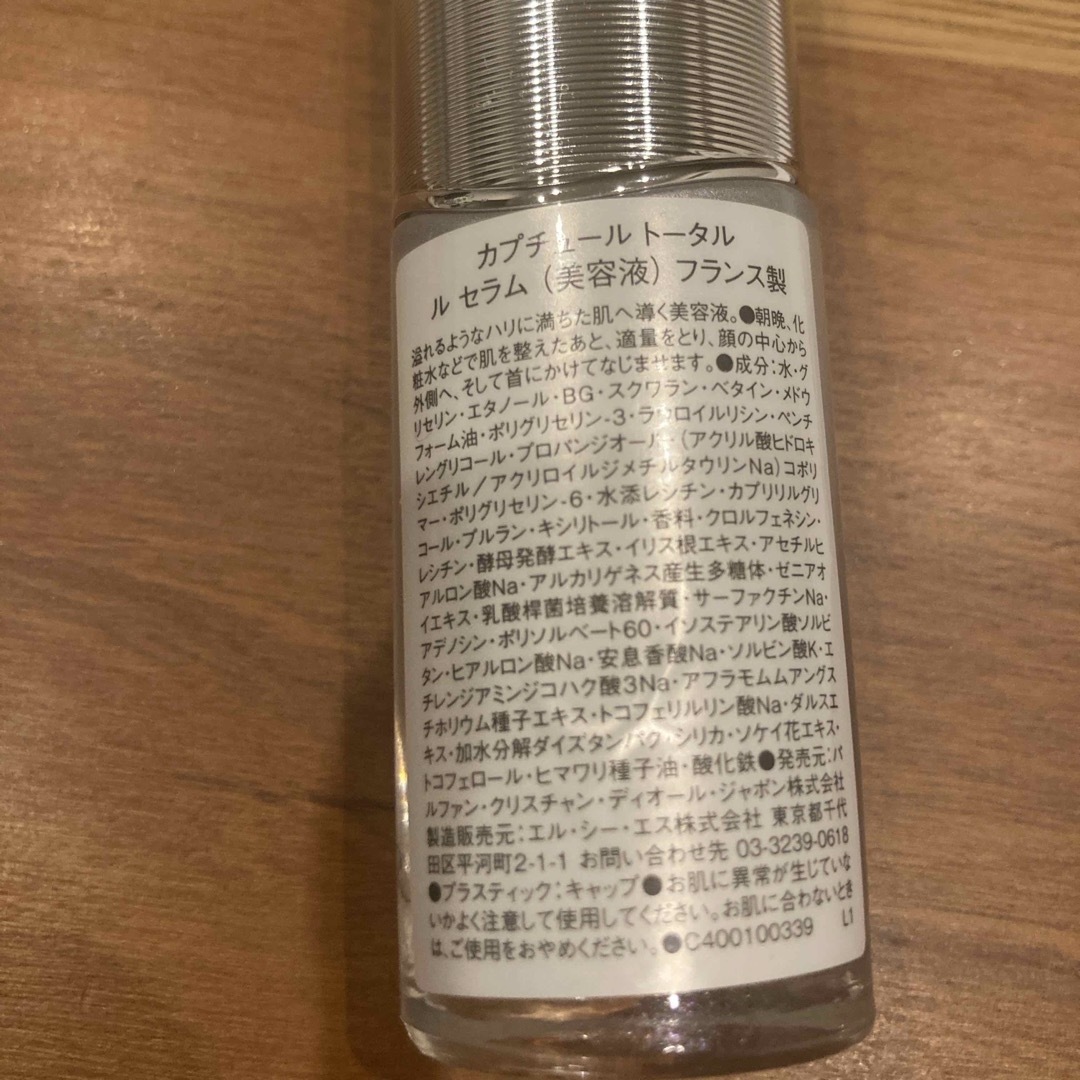 カプチュール トータル
ル セラム（美容液）フランス製
溢れるようなハリに満ちた肌へ導く美容液。●朝晩、化
粧水などで肌を整えたあと、適量をとり、顔の中心から
外側へ、そして首にかけてなじませます。●成分：水・グ
リセリン・エタノール・BG・スクワラン・ベタイン・メドウ
フォーム油・ポリグリセリン-3・ラウロイルリシン・ペンチ
レングリコール・プロパンジオール・（アクリル酸ヒドロキ
シエチル／アクリロイルジメチルタウリンNa）コポリ
マー・ポリグリセリン-6・水添レシチン・カプリリルグリ
コール・プルラン・キシリトール・香料・クロルフェネシン・
レシチン・酵母発酵エキス・イリス根エキス・アセチルヒ
アルロン酸Na・アルカリゲネス産生多糖体・ゼニアオ
イエキス・乳酸桿菌培養溶解質・サーファクチンNa・
アデノシン・ポリソルベート60・イソステアリン酸ソルビ
タン・ヒアルロン酸Na・安息香酸Na・ソルビン酸K・エ
チレンジアミンジコハク酸3Na・アフラモムムアングス
チホリウム種子エキス・トコフェリルリン酸Na・ダルスエ
キス・加水分解ダイズタンパク・シリカ・ソケイ花エキス・
トコフェロール・ヒマワリ種子油・酸化鉄●発売元：パ
ルファン・クリスチャン・ディオール・ジャポン株式会社
製造販売元：エル・シー・エス株式会社 東京都千代
田区平河町2-1-1 お問い合わせ先 03-3239-0618
●プラスティック：キャップ● お肌に異常が生じていな
いかよく注意して使用してください。お肌に合わないとき
は、ご使用をおやめください。●C400100339 L1